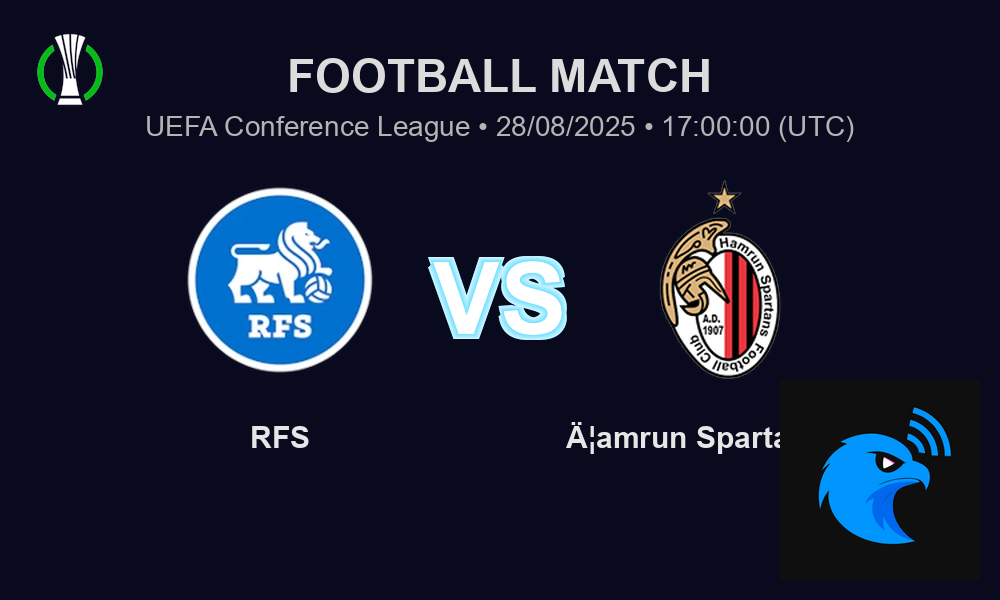 FOOTBALL MATCH
UEFA Conference League • 28/08/2025 • 17:00:00 (UTC)
RFS
VS
Hamrun Spartans Football Club
A.D.
1907
RFS
Ä¦amrun Sparta